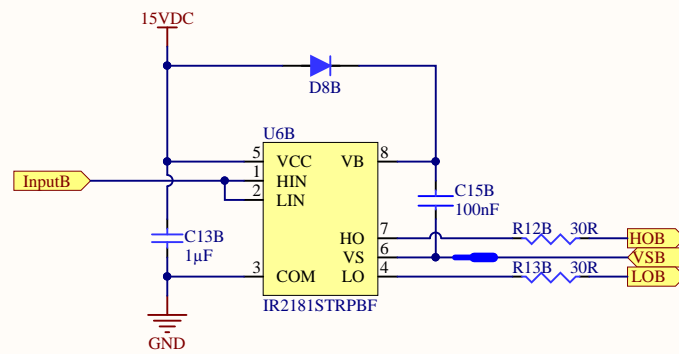 15VDC
D8B
U6B
5 VCC VB 8
1 HIN
2 LIN
InputB
C15B
100nF
C13B
1µF
HO 7 R12B 30R HOB
VS 6 VSB
3 COM LO 4 R13B 30R LOB
IR2181STRPBF
GND